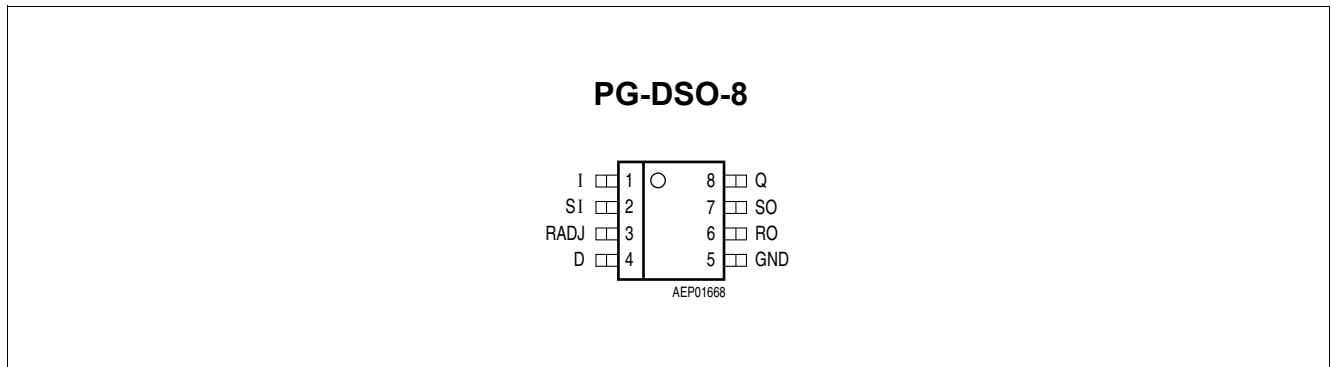 PG-DSO-8
I 1 8 Q
SI 2 7 SO
RADJ 3 6 RO
D 4 5 GND
AEP01668